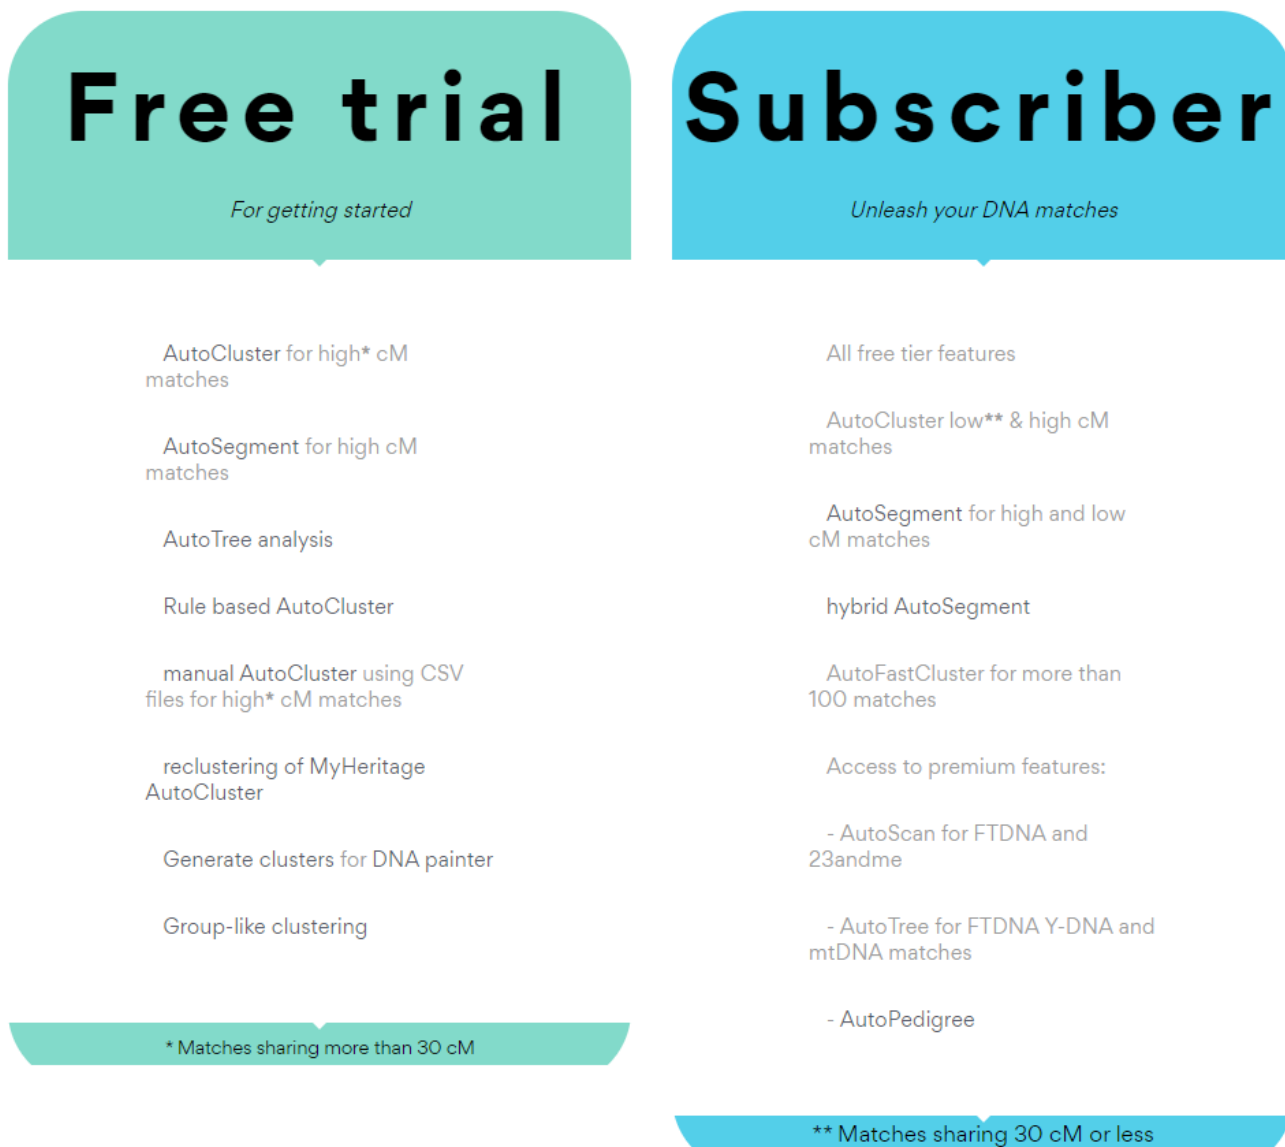 Free trial
For getting started
AutoCluster for high* cM
matches
AutoSegment for high cM
matches
AutoTree analysis
Rule based AutoCluster
manual AutoCluster using CSV
files for high* cM matches
reclustering of MyHeritage
AutoCluster
Generate clusters for DNA painter
Group-like clustering
* Matches sharing more than 30 cM
Subscriber
Unleash your DNA matches
All free tier features
AutoCluster low** & high cM
matches
AutoSegment for high and low
cM matches
hybrid AutoSegment
AutoFastCluster for more than
100 matches
Access to premium features:
- AutoScan for FTDNA and
23andme
- AutoTree for FTDNA Y-DNA and
mtDNA matches
- AutoPedigree
** Matches sharing 30 cM or less